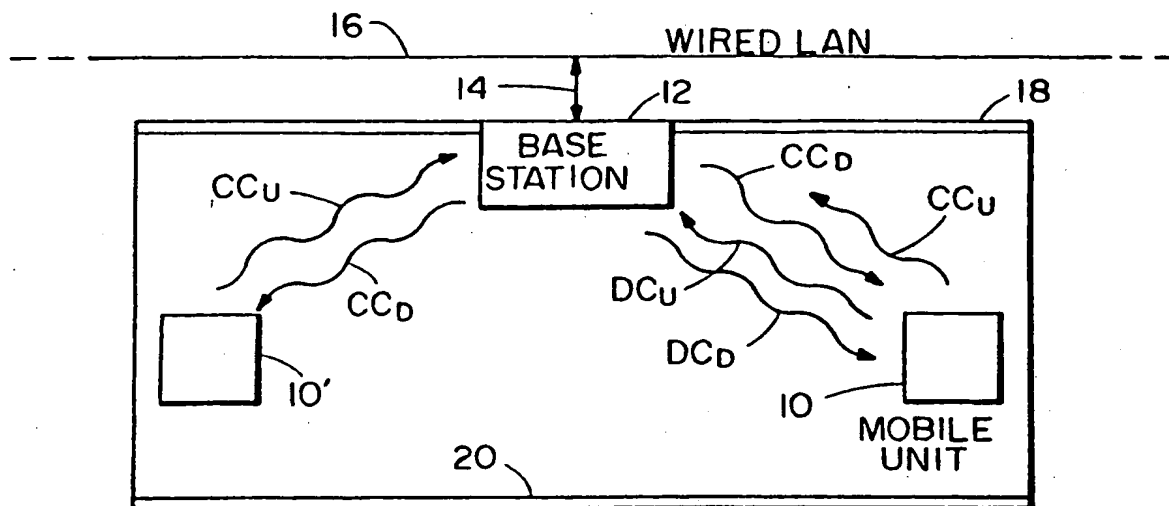 16
WIRED LAN
14
12
18
BASE
STATION
CCU
CCD
CCD
CCU
DCU
DCD
10'
10
MOBILE
UNIT
20